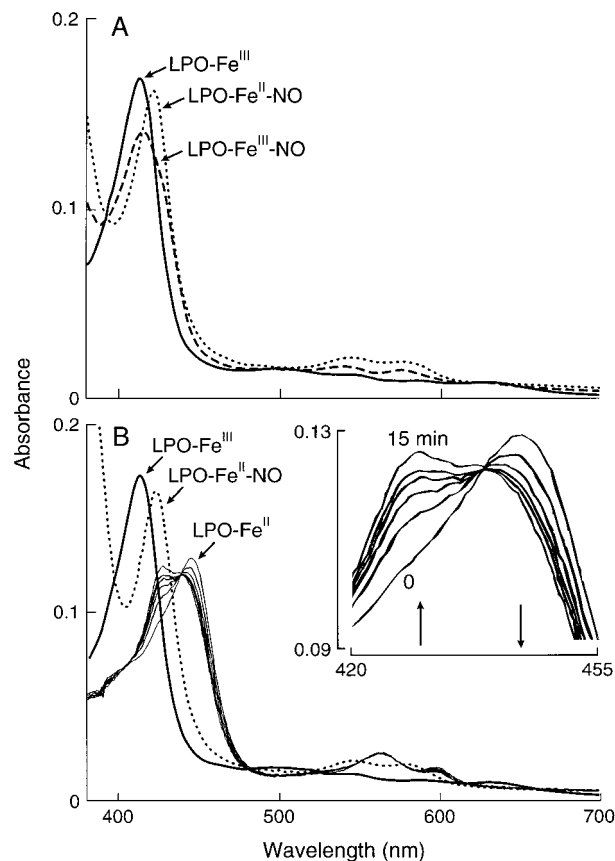 A
0.2
LPO-Feᴵᴵᴵ
LPO-Feᴵᴵ-NO
LPO-Feᴵᴵᴵ-NO
0.1
0
Absorbance
B
0.2
LPO-Feᴵᴵᴵ
LPO-Feᴵᴵ-NO
LPO-Feᴵᴵ
0.1
0
0.13
15 min
0
0.09
420
455
400
500
600
700
Wavelength (nm)